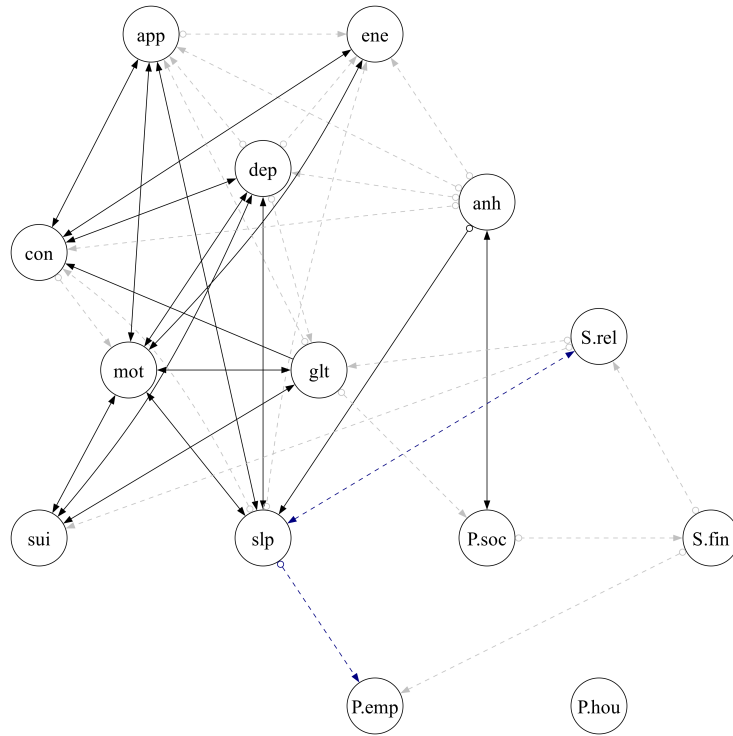 app
ene
dep
anh
con
S.rel
mot
glt
sui
slp
P.soc
S.fin
P.emp
P.hou